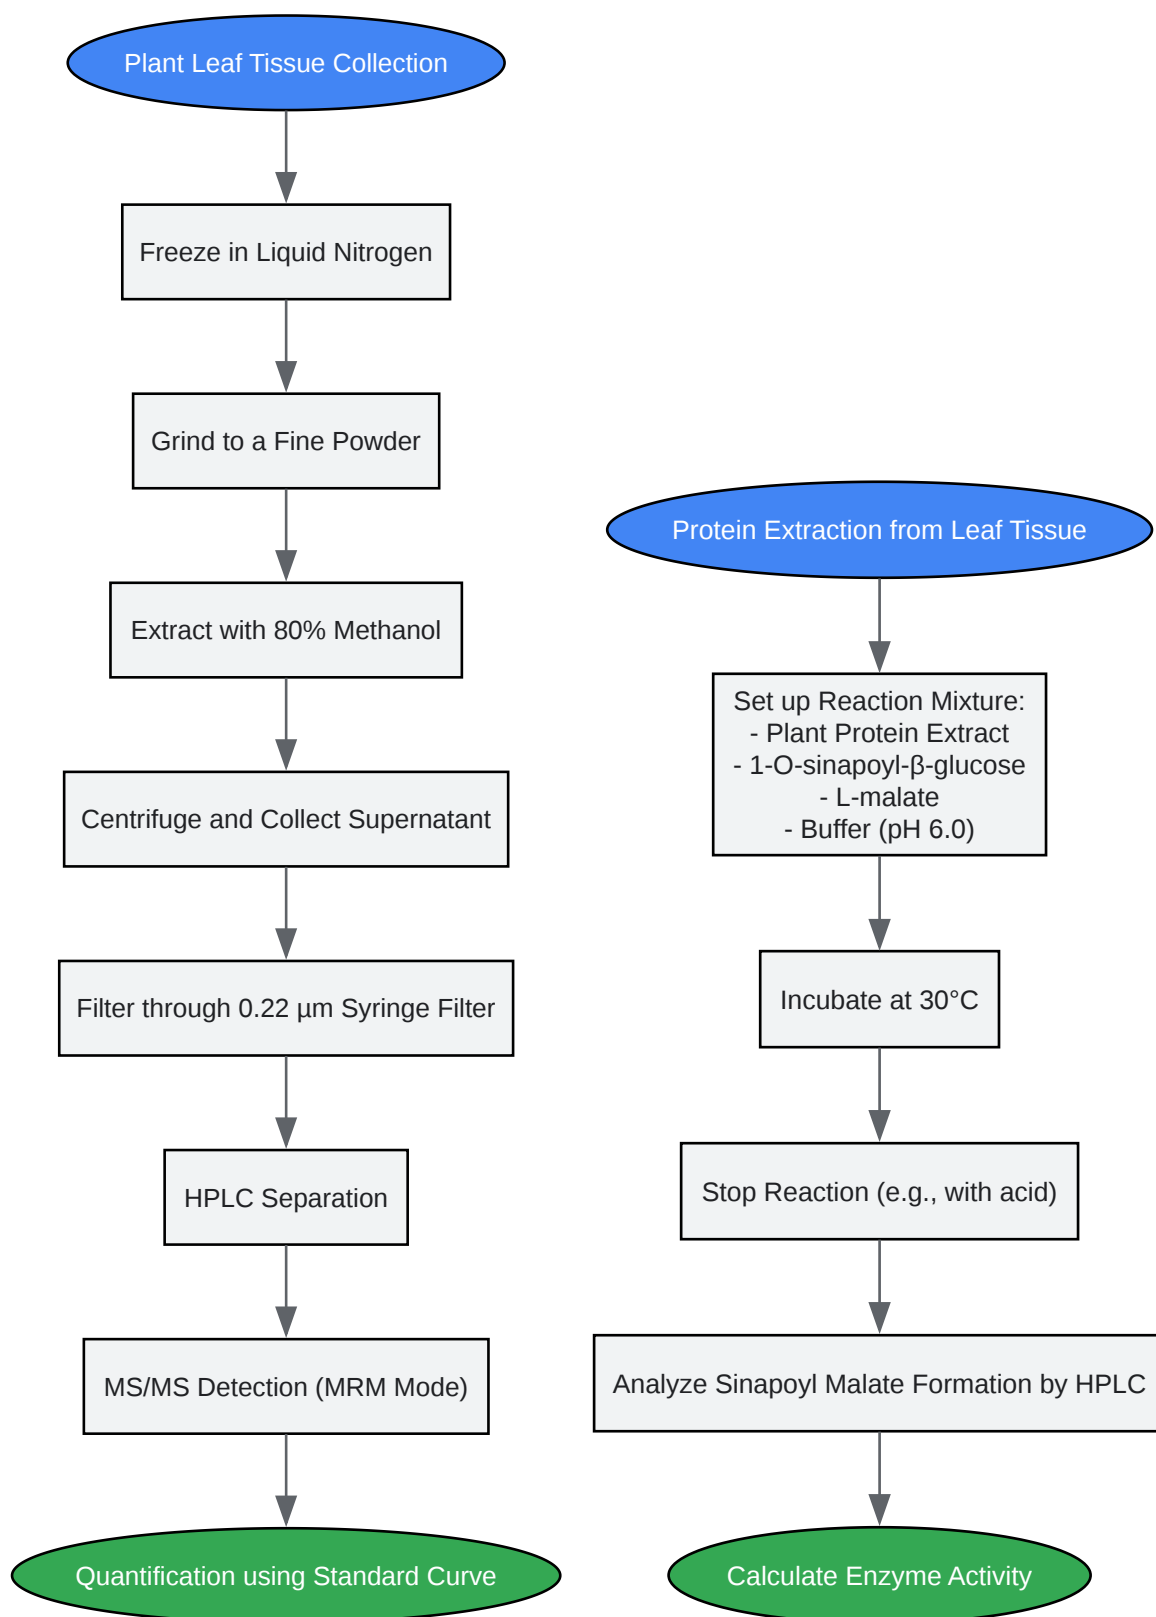 Plant Leaf Tissue Collection
Freeze in Liquid Nitrogen
Grind to a Fine Powder
Extract with 80% Methanol
Centrifuge and Collect Supernatant
Filter through 0.22 µm Syringe Filter
HPLC Separation
MS/MS Detection (MRM Mode)
Quantification using Standard Curve
Protein Extraction from Leaf Tissue
Set up Reaction Mixture:
- Plant Protein Extract
- 1-O-sinapoyl-β-glucose
- L-malate
- Buffer (pH 6.0)
Incubate at 30°C
Stop Reaction (e.g., with acid)
Analyze Sinapoyl Malate Formation by HPLC
Calculate Enzyme Activity